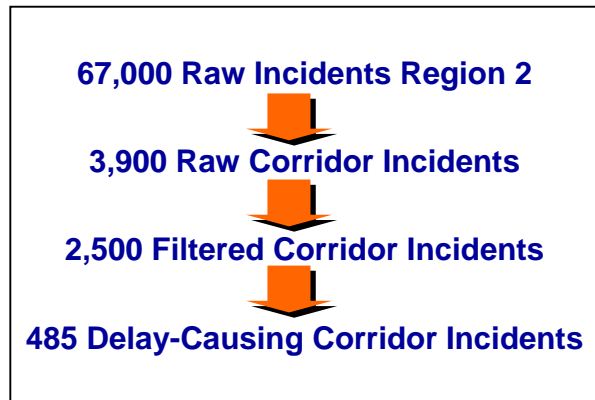 67,000 Raw Incidents Region 2
3,900 Raw Corridor Incidents
2,500 Filtered Corridor Incidents
485 Delay-Causing Corridor Incidents